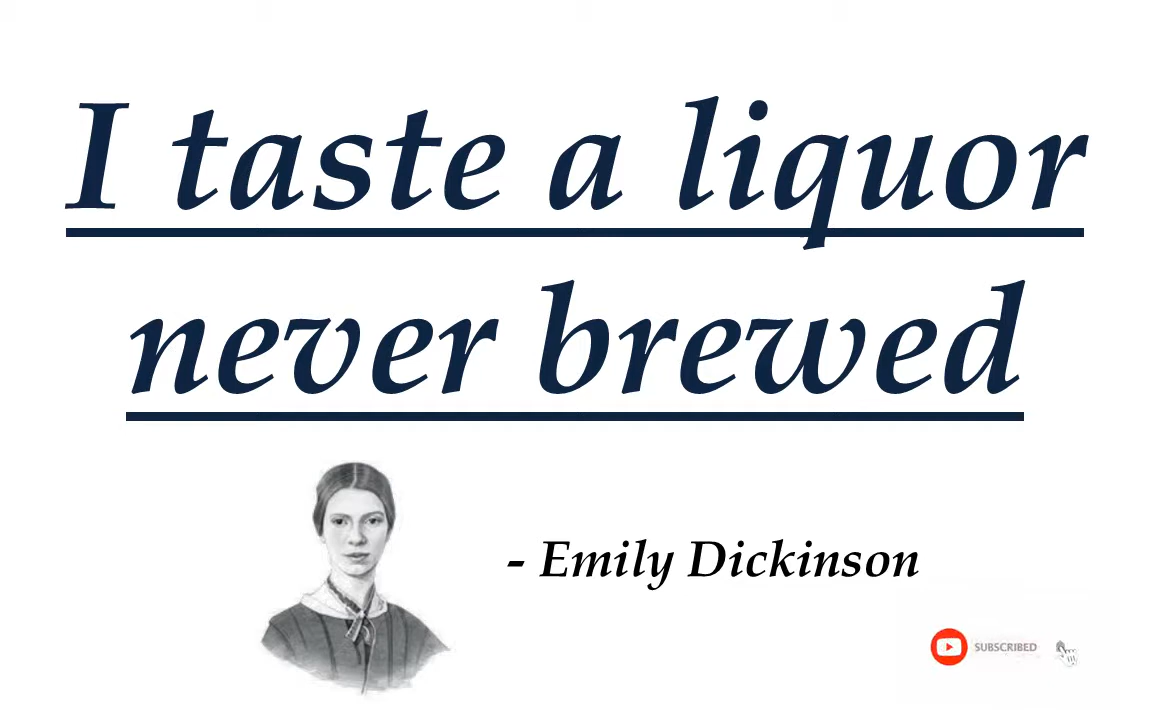 I taste a liquor
never brewed
- Emily Dickinson
SUBSCRIBED